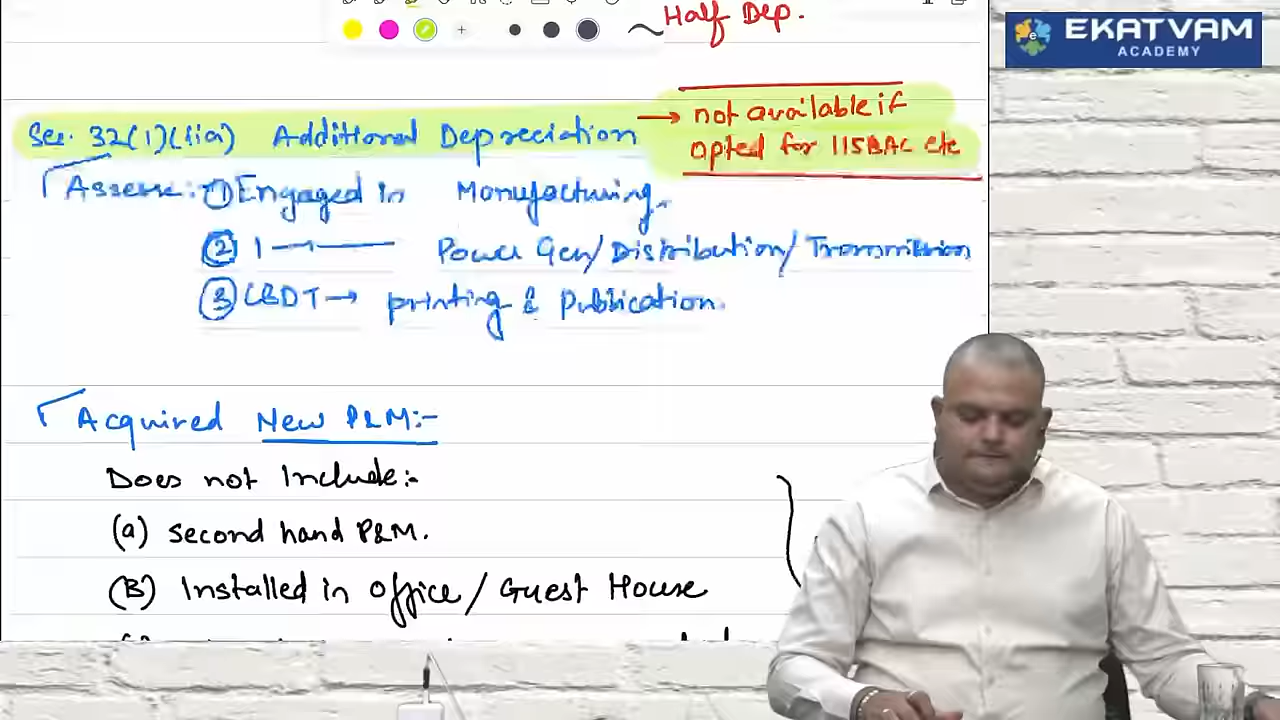 Half Dep.
EKATVAM
ACADEMY
Sec. 32(1)(iia) Additional Depreciation → not available if
opted for 115BAC etc
Assesse:- ① Engaged in Manufacturing.
② Power Gen/Distribution/Transmission
③ CBDT → printing & Publication.
Acquired New P&M:-
Does not Include:-
(a) Second hand P&M.
(B) Installed in Office / Guest House